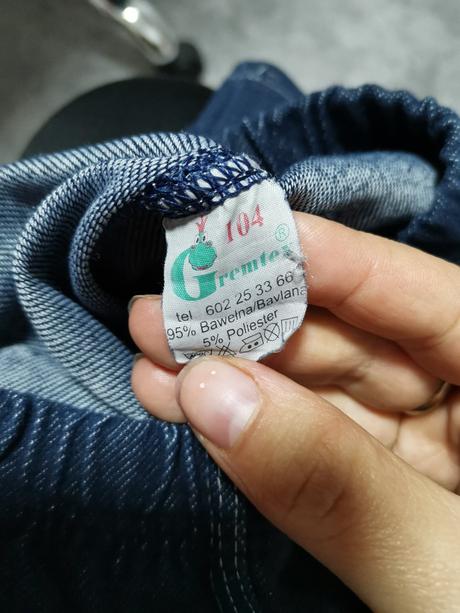 104
Gremtex ®
tel 602 25 33 66
95% Bawełna/Bavlana
5% Poliester